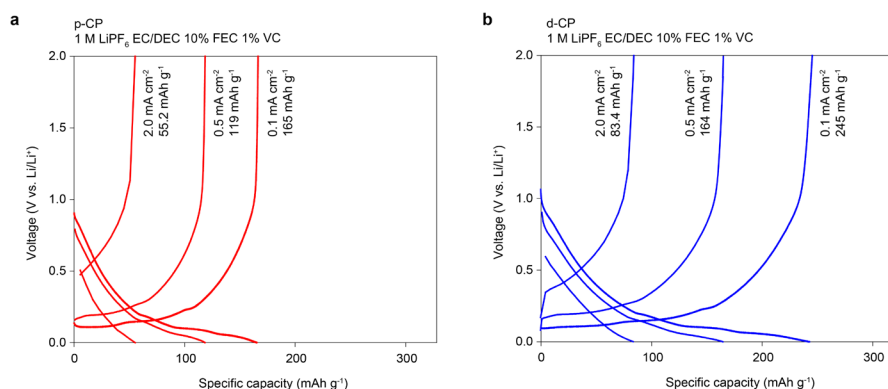 a
p-CP
1 M LiPF₆ EC/DEC 10% FEC 1% VC
2.0
1.5
1.0
0.5
0.0
Voltage (V vs. Li/Li⁺)
2.0 mA cm⁻²
55.2 mAh g⁻¹
0.5 mA cm⁻²
119 mAh g⁻¹
0.1 mA cm⁻²
165 mAh g⁻¹
0 100 200 300
Specific capacity (mAh g⁻¹)
b
d-CP
1 M LiPF₆ EC/DEC 10% FEC 1% VC
2.0
1.5
1.0
0.5
0.0
Voltage (V vs. Li/Li⁺)
2.0 mA cm⁻²
83.4 mAh g⁻¹
0.5 mA cm⁻²
164 mAh g⁻¹
0.1 mA cm⁻²
245 mAh g⁻¹
0 100 200 300
Specific capacity (mAh g⁻¹)